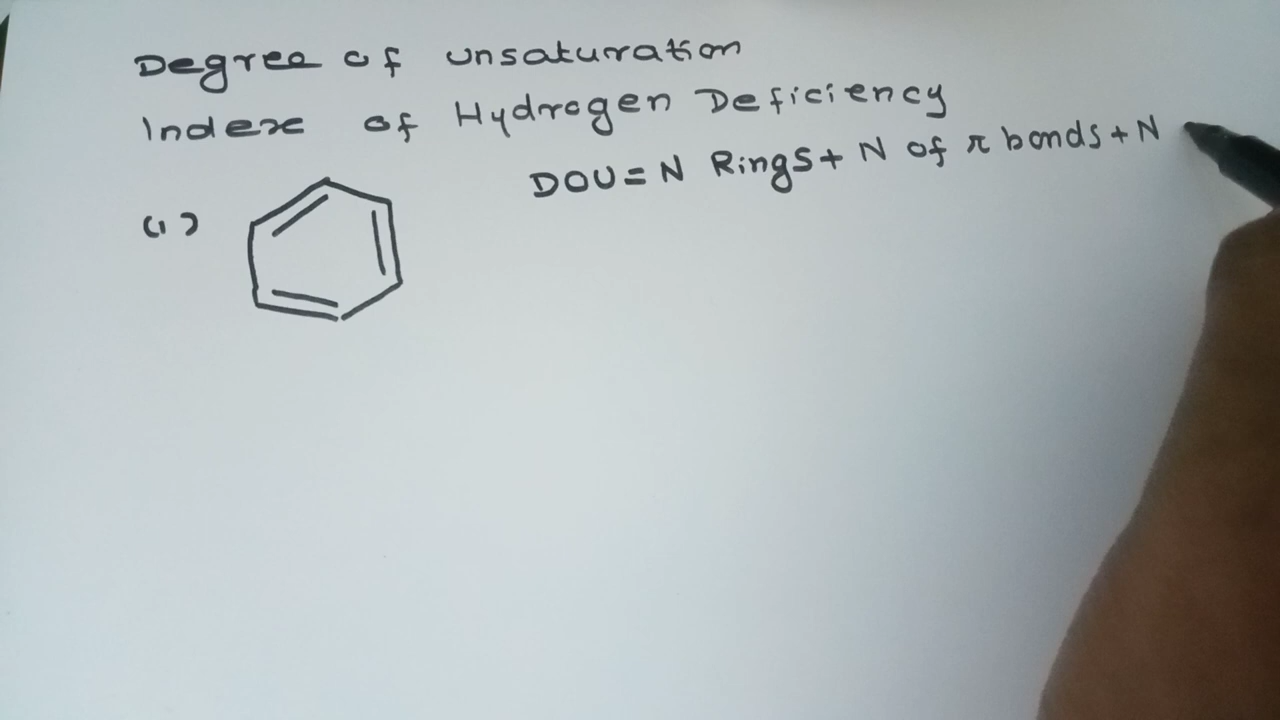 Degree of unsaturation
Index of Hydrogen Deficiency
DOU = N Rings + N of π bonds + N
(1)